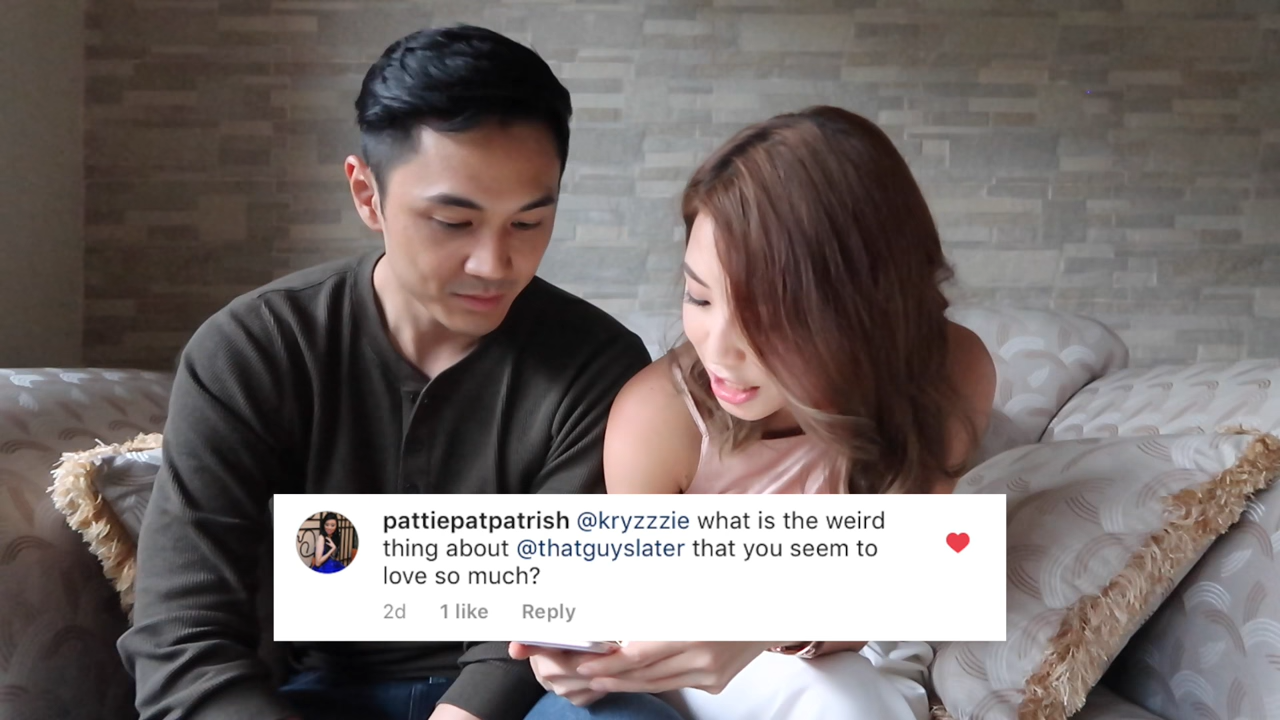 pattiepatpatrish @kryzzzie what is the weird
thing about @thatguyslater that you seem to
love so much?
2d 1 like Reply